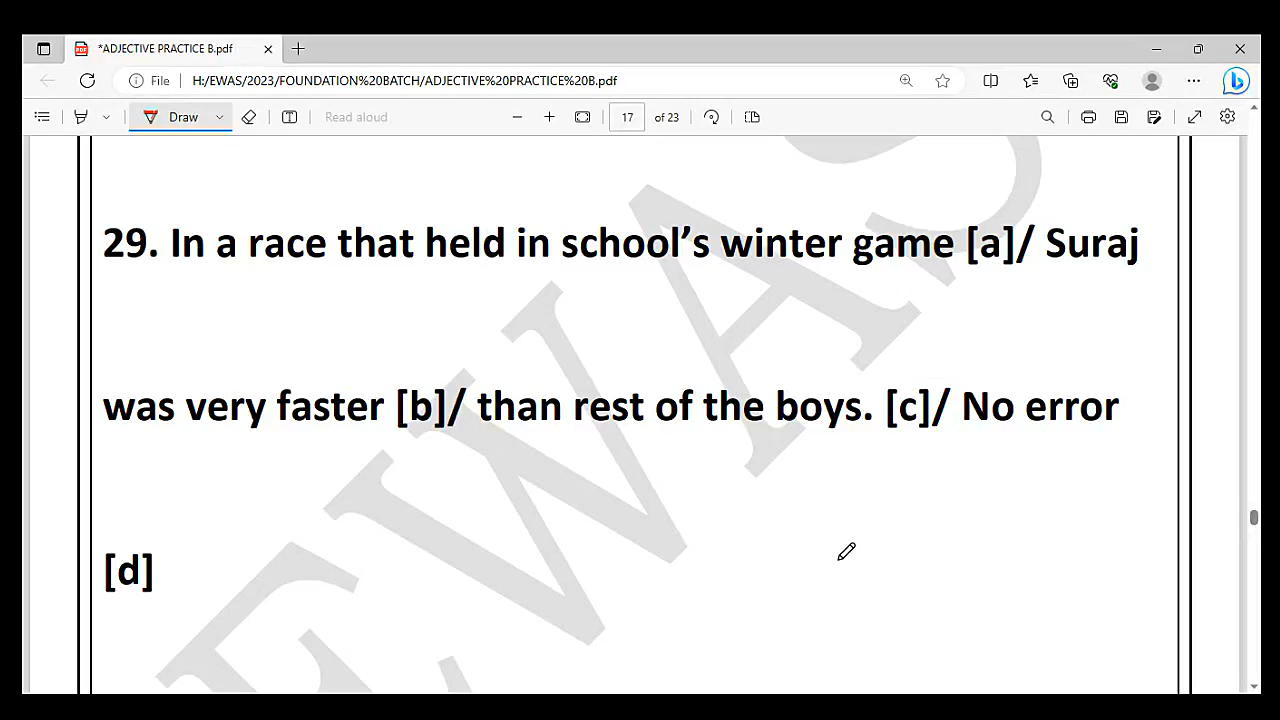 *ADJECTIVE PRACTICE B.pdf
File H:/EWAS/2023/FOUNDATION%20BATCH/ADJECTIVE%20PRACTICE%20B.pdf
Draw Read aloud 17 of 23
29. In a race that held in school’s winter game [a]/ Suraj
was very faster [b]/ than rest of the boys. [c]/ No error
[d]
EWAS